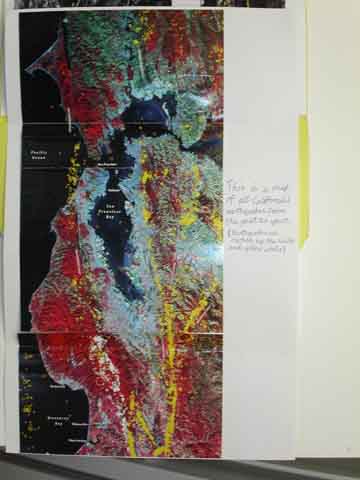 Pacific
Ocean
San
Francisco
Bay
Monterey
Bay
This is a map
of all California
earthquakes from
the past 20 years.
(Earthquakes
marked by the white
and yellow dots)